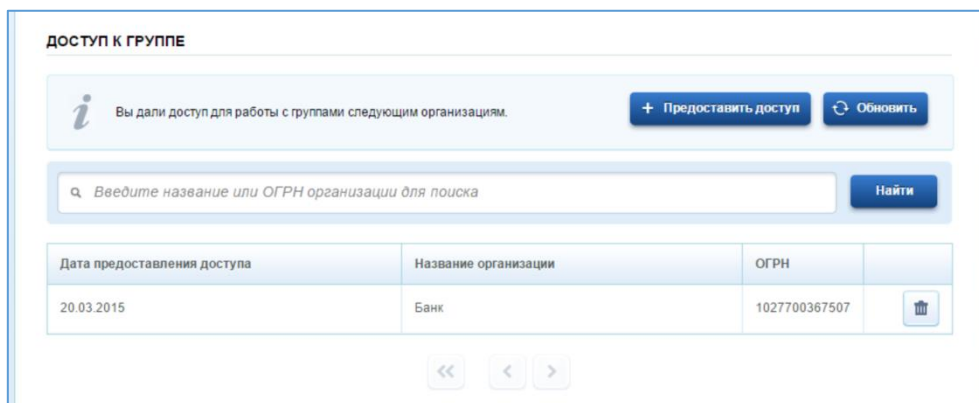 ДОСТУП К ГРУППЕ
Вы дали доступ для работы с группами следующим организациям.
+ Предоставить доступ
Обновить
Введите название или ОГРН организации для поиска
Найти
Дата предоставления доступа Название организации ОГРН
20.03.2015 Банк 1027700367507